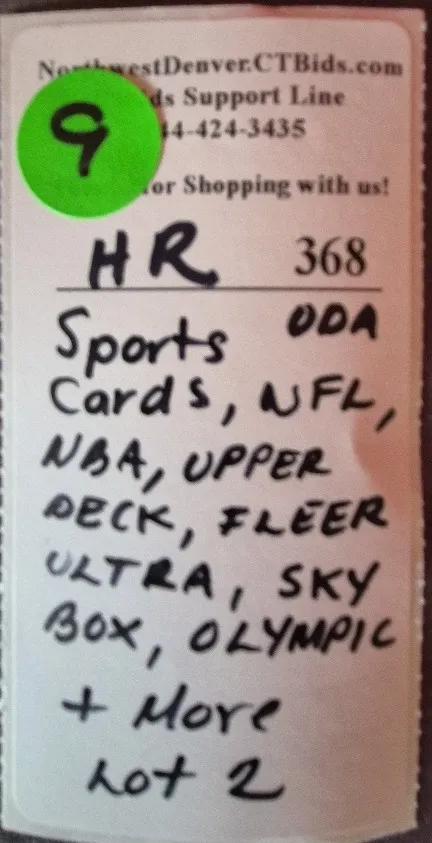 NorthwestDenver.CTBids.com
ds Support Line
44-424-3435
for Shopping with us!
9
HR 368
Sports ODA
Cards, NFL,
NBA, UPPER
DECK, FLEER
ULTRA, SKY
BOX, OLYMPIC
+ More
Lot 2